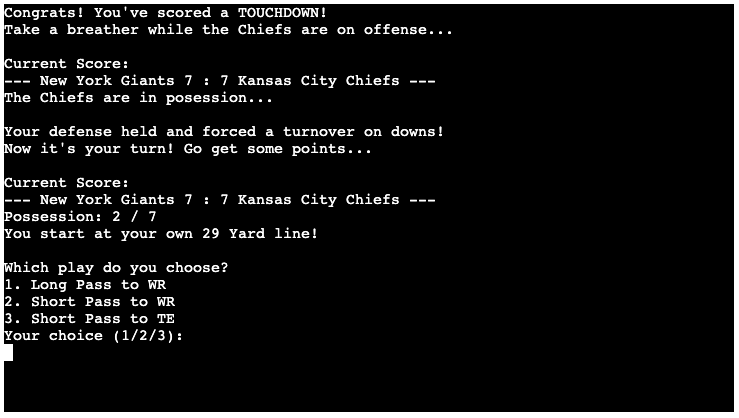 Congrats! You've scored a TOUCHDOWN!
Take a breather while the Chiefs are on offense...
Current Score:
--- New York Giants 7 : 7 Kansas City Chiefs ---
The Chiefs are in posession...
Your defense held and forced a turnover on downs!
Now it's your turn! Go get some points...
Current Score:
--- New York Giants 7 : 7 Kansas City Chiefs ---
Possession: 2 / 7
You start at your own 29 Yard line!
Which play do you choose?
1. Long Pass to WR
2. Short Pass to WR
3. Short Pass to TE
Your choice (1/2/3):